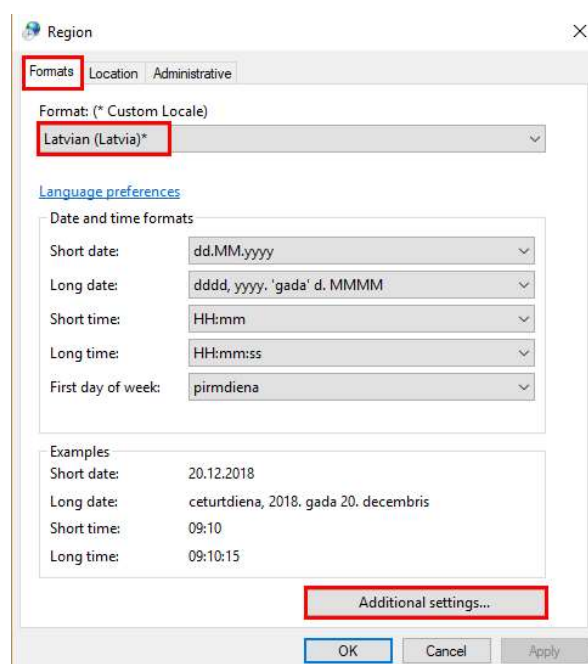 Region
Formats Location Administrative
Format: (* Custom Locale)
Latvian (Latvia)*
Language preferences
Date and time formats
Short date: dd.MM.yyyy
Long date: dddd, yyyy. 'gada' d. MMMM
Short time: HH:mm
Long time: HH:mm:ss
First day of week: pirmdiena
Examples
Short date: 20.12.2018
Long date: ceturtdiena, 2018. gada 20. decembris
Short time: 09:10
Long time: 09:10:15
Additional settings...
OK Cancel Apply